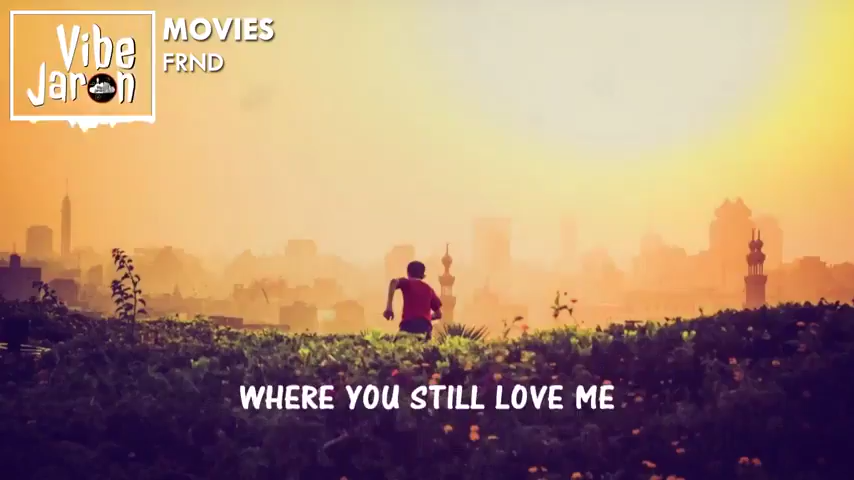 Vibe
Jaron
MOVIES
FRND
WHERE YOU STILL LOVE ME